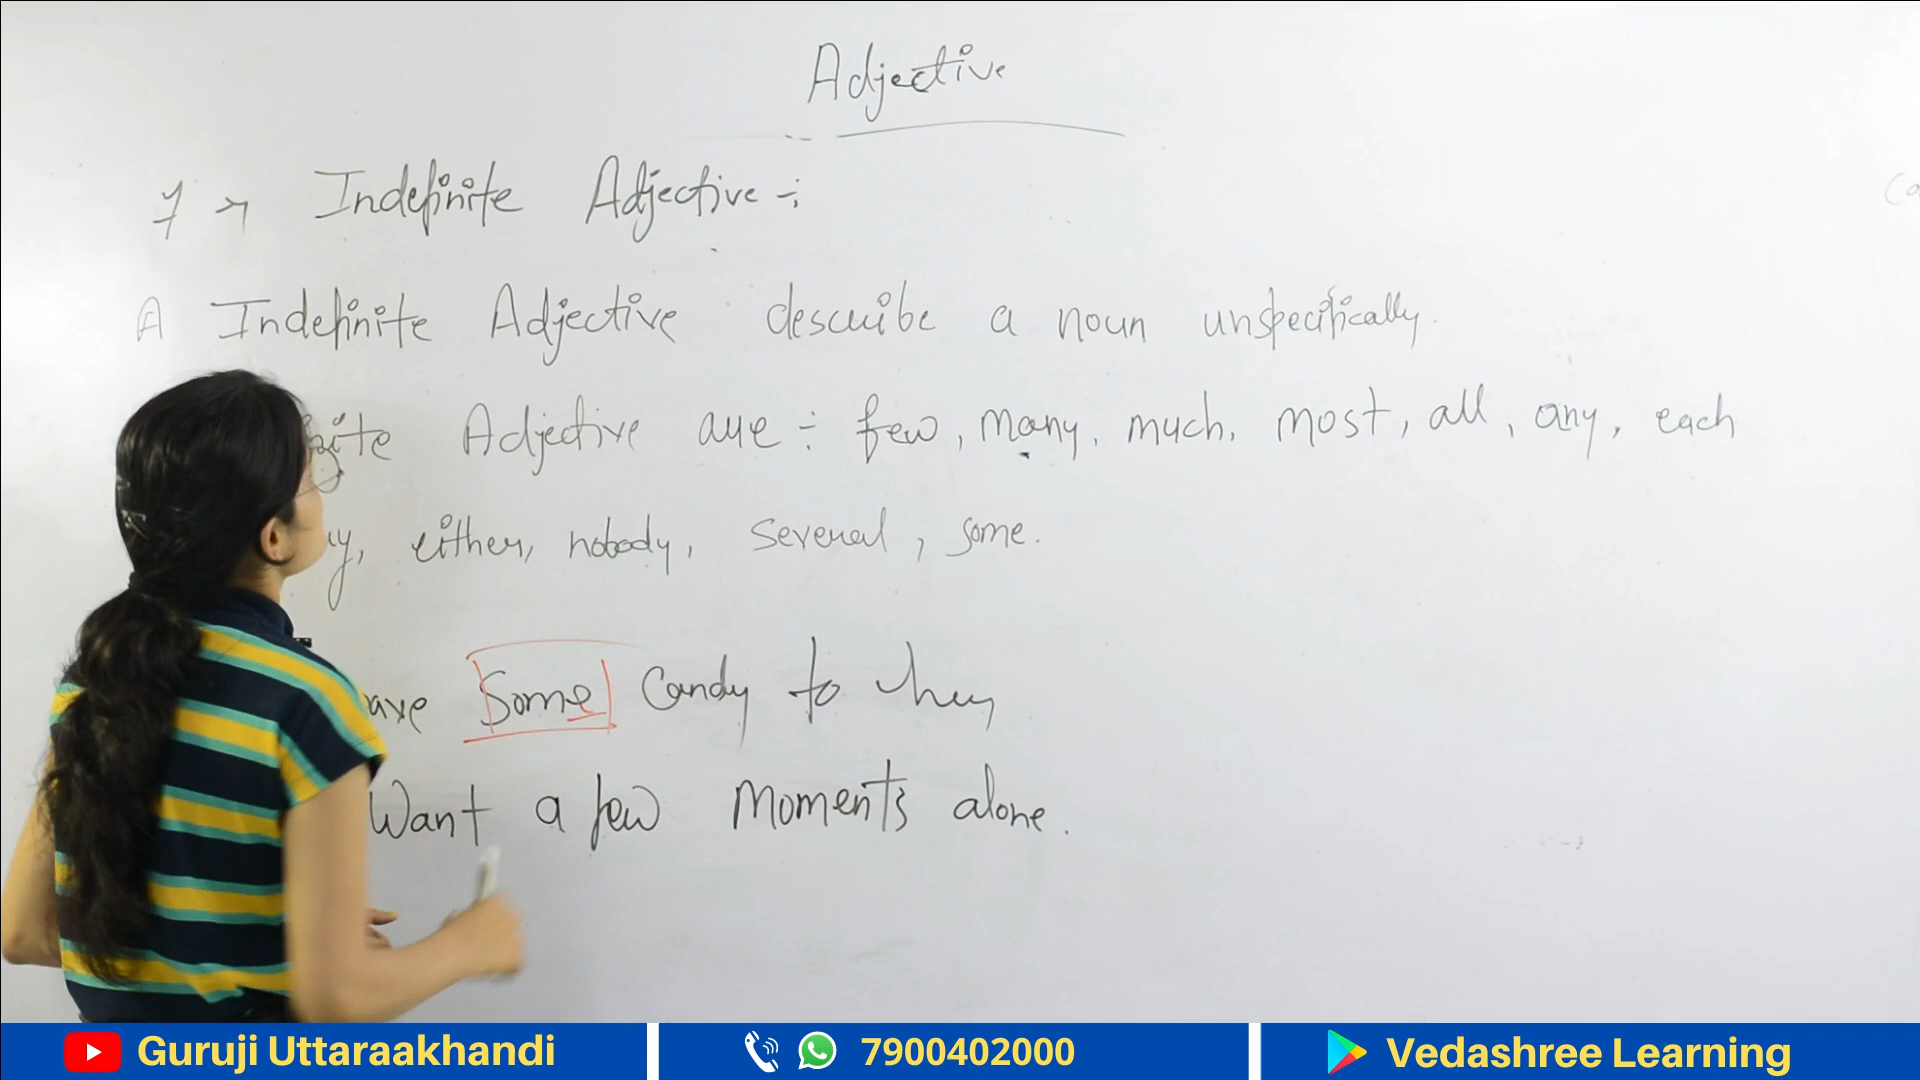 Adjective
7 → Indefinite Adjective :-
A Indefinite Adjective describe a noun unspecifically.
Adjective are :- few, many, much, most, all, any, each
either, nobody, several, some.
Some Candy to her
Want a few Moments alone.
Guruji Uttaraakhandi
7900402000
Vedashree Learning